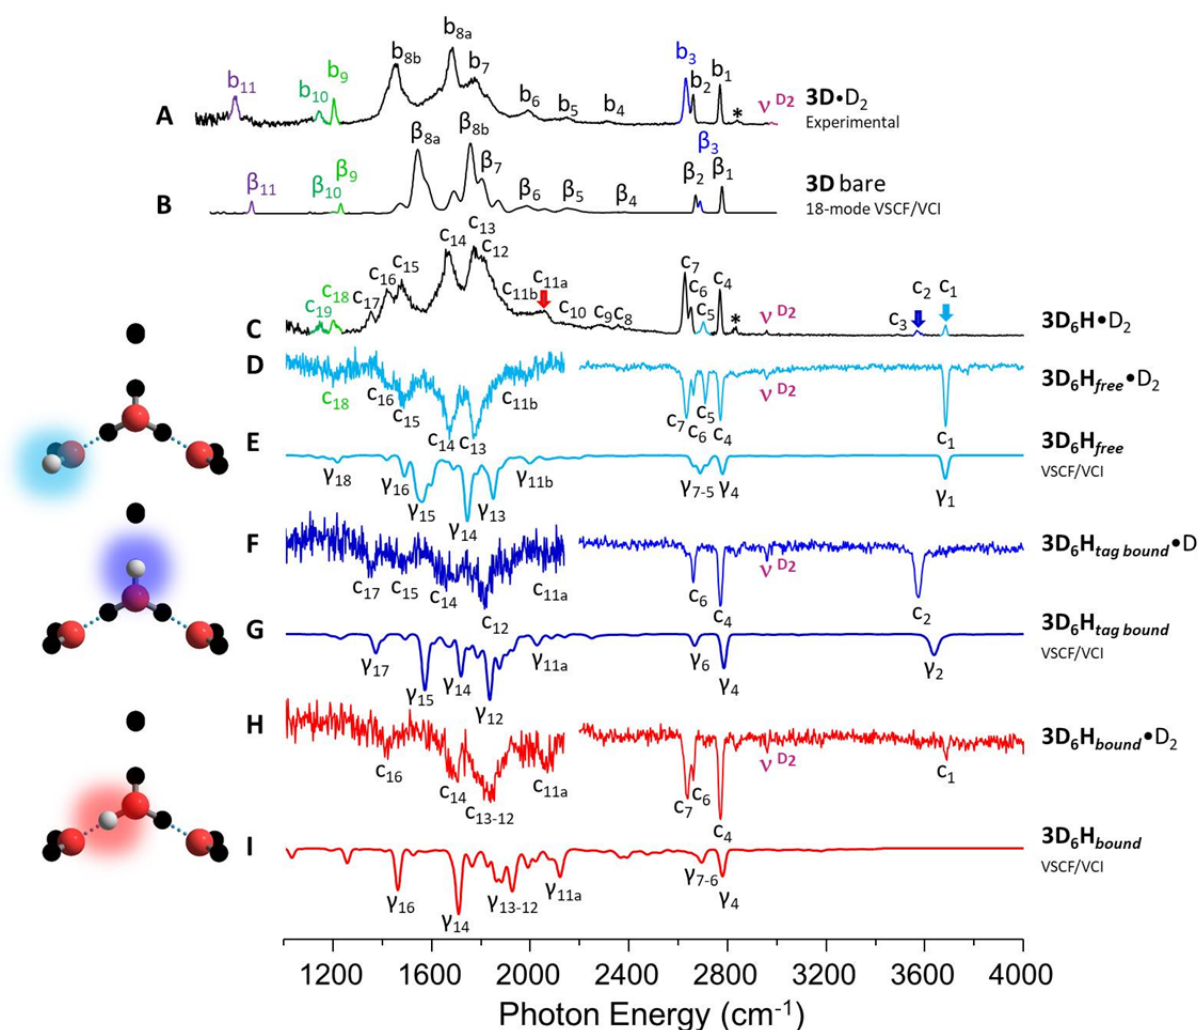 b8a
b8b
b7
b3
b11
b9
b10
b6
b5
b4
b2
b1
*
ν D2
A
3D•D2
Experimental
β8a
β8b
β7
β3
β11
β9
β10
β6
β5
β4
β2
β1
B
3D bare
18-mode VSCF/VCI
C14
C13
C12
C16
C15
C17
C18
C19
C11b
C11a
C10
C9
C8
C7
C6
C5
C4
*
ν D2
C3
C2
C1
C
3D6H•D2
D
C18
C16
C15
C14
C13
C11b
C7
C6
C5
C4
ν D2
C1
3D6Hfree•D2
E
γ18
γ16
γ15
γ14
γ13
γ11b
γ7-5
γ4
γ1
3D6Hfree
VSCF/VCI
F
C17
C15
C14
C12
C11a
C6
C4
ν D2
C2
3D6Htag bound•D
G
γ17
γ15
γ14
γ12
γ11a
γ6
γ4
γ2
3D6Htag bound
VSCF/VCI
H
C16
C14
C13-12
C11a
C7
C6
C4
ν D2
C1
3D6Hbound•D2
I
γ16
γ14
γ13-12
γ11a
γ7-6
γ4
3D6Hbound
VSCF/VCI
1200 1600 2000 2400 2800 3200 3600 4000
Photon Energy (cm-1)